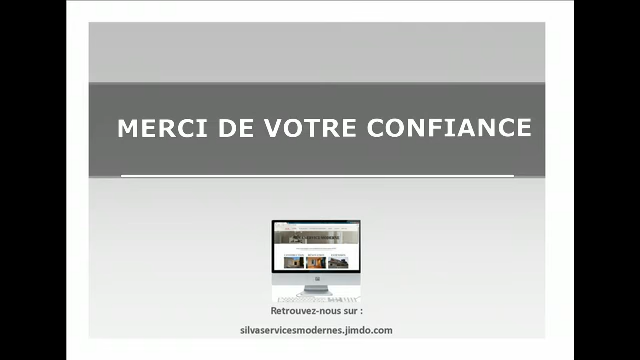 MERCI DE VOTRE CONFIANCE
Retrouvez-nous sur :
silvaservicesmodernes.jimdo.com